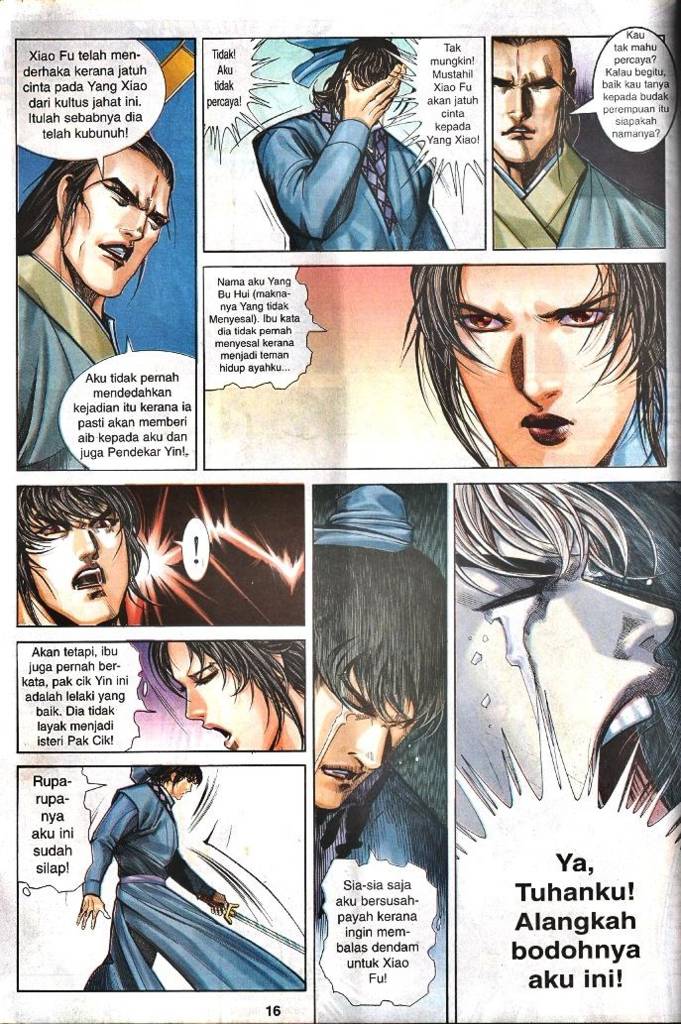 Xiao Fu telah men-
derhaka kerana jatuh
cinta pada Yang Xiao
dari kultus jahat ini.
Itulah sebabnya dia
telah kubunuh!
Aku tidak pernah
mendedahkan
kejadian itu kerana ia
pasti akan memberi
aib kepada aku dan
juga Pendekar Yin!
Tidak!
Aku
tidak
percaya!
Tak
mungkin!
Mustahil
Xiao Fu
akan jatuh
cinta
kepada
Yang Xiao!
Kau
tak mahu
percaya?
Kalau begitu,
baik kau tanya
kepada budak
perempuan itu
siapakah
namanya?
Nama aku Yang
Bu Hui (makna-
nya Yang tidak
Menyesal). Ibu kata
dia tidak pernah
menyesal kerana
menjadi teman
hidup ayahku...
!
Akan tetapi, ibu
juga pernah ber-
kata, pak cik Yin ini
adalah lelaki yang
baik. Dia tidak
layak menjadi
isteri Pak Cik!
Rupa-
rupa-
nya
aku ini
sudah
silap!
Sia-sia saja
aku bersusah-
payah kerana
ingin mem-
balas dendam
untuk Xiao
Fu!
Ya,
Tuhanku!
Alangkah
bodohnya
aku ini!
16